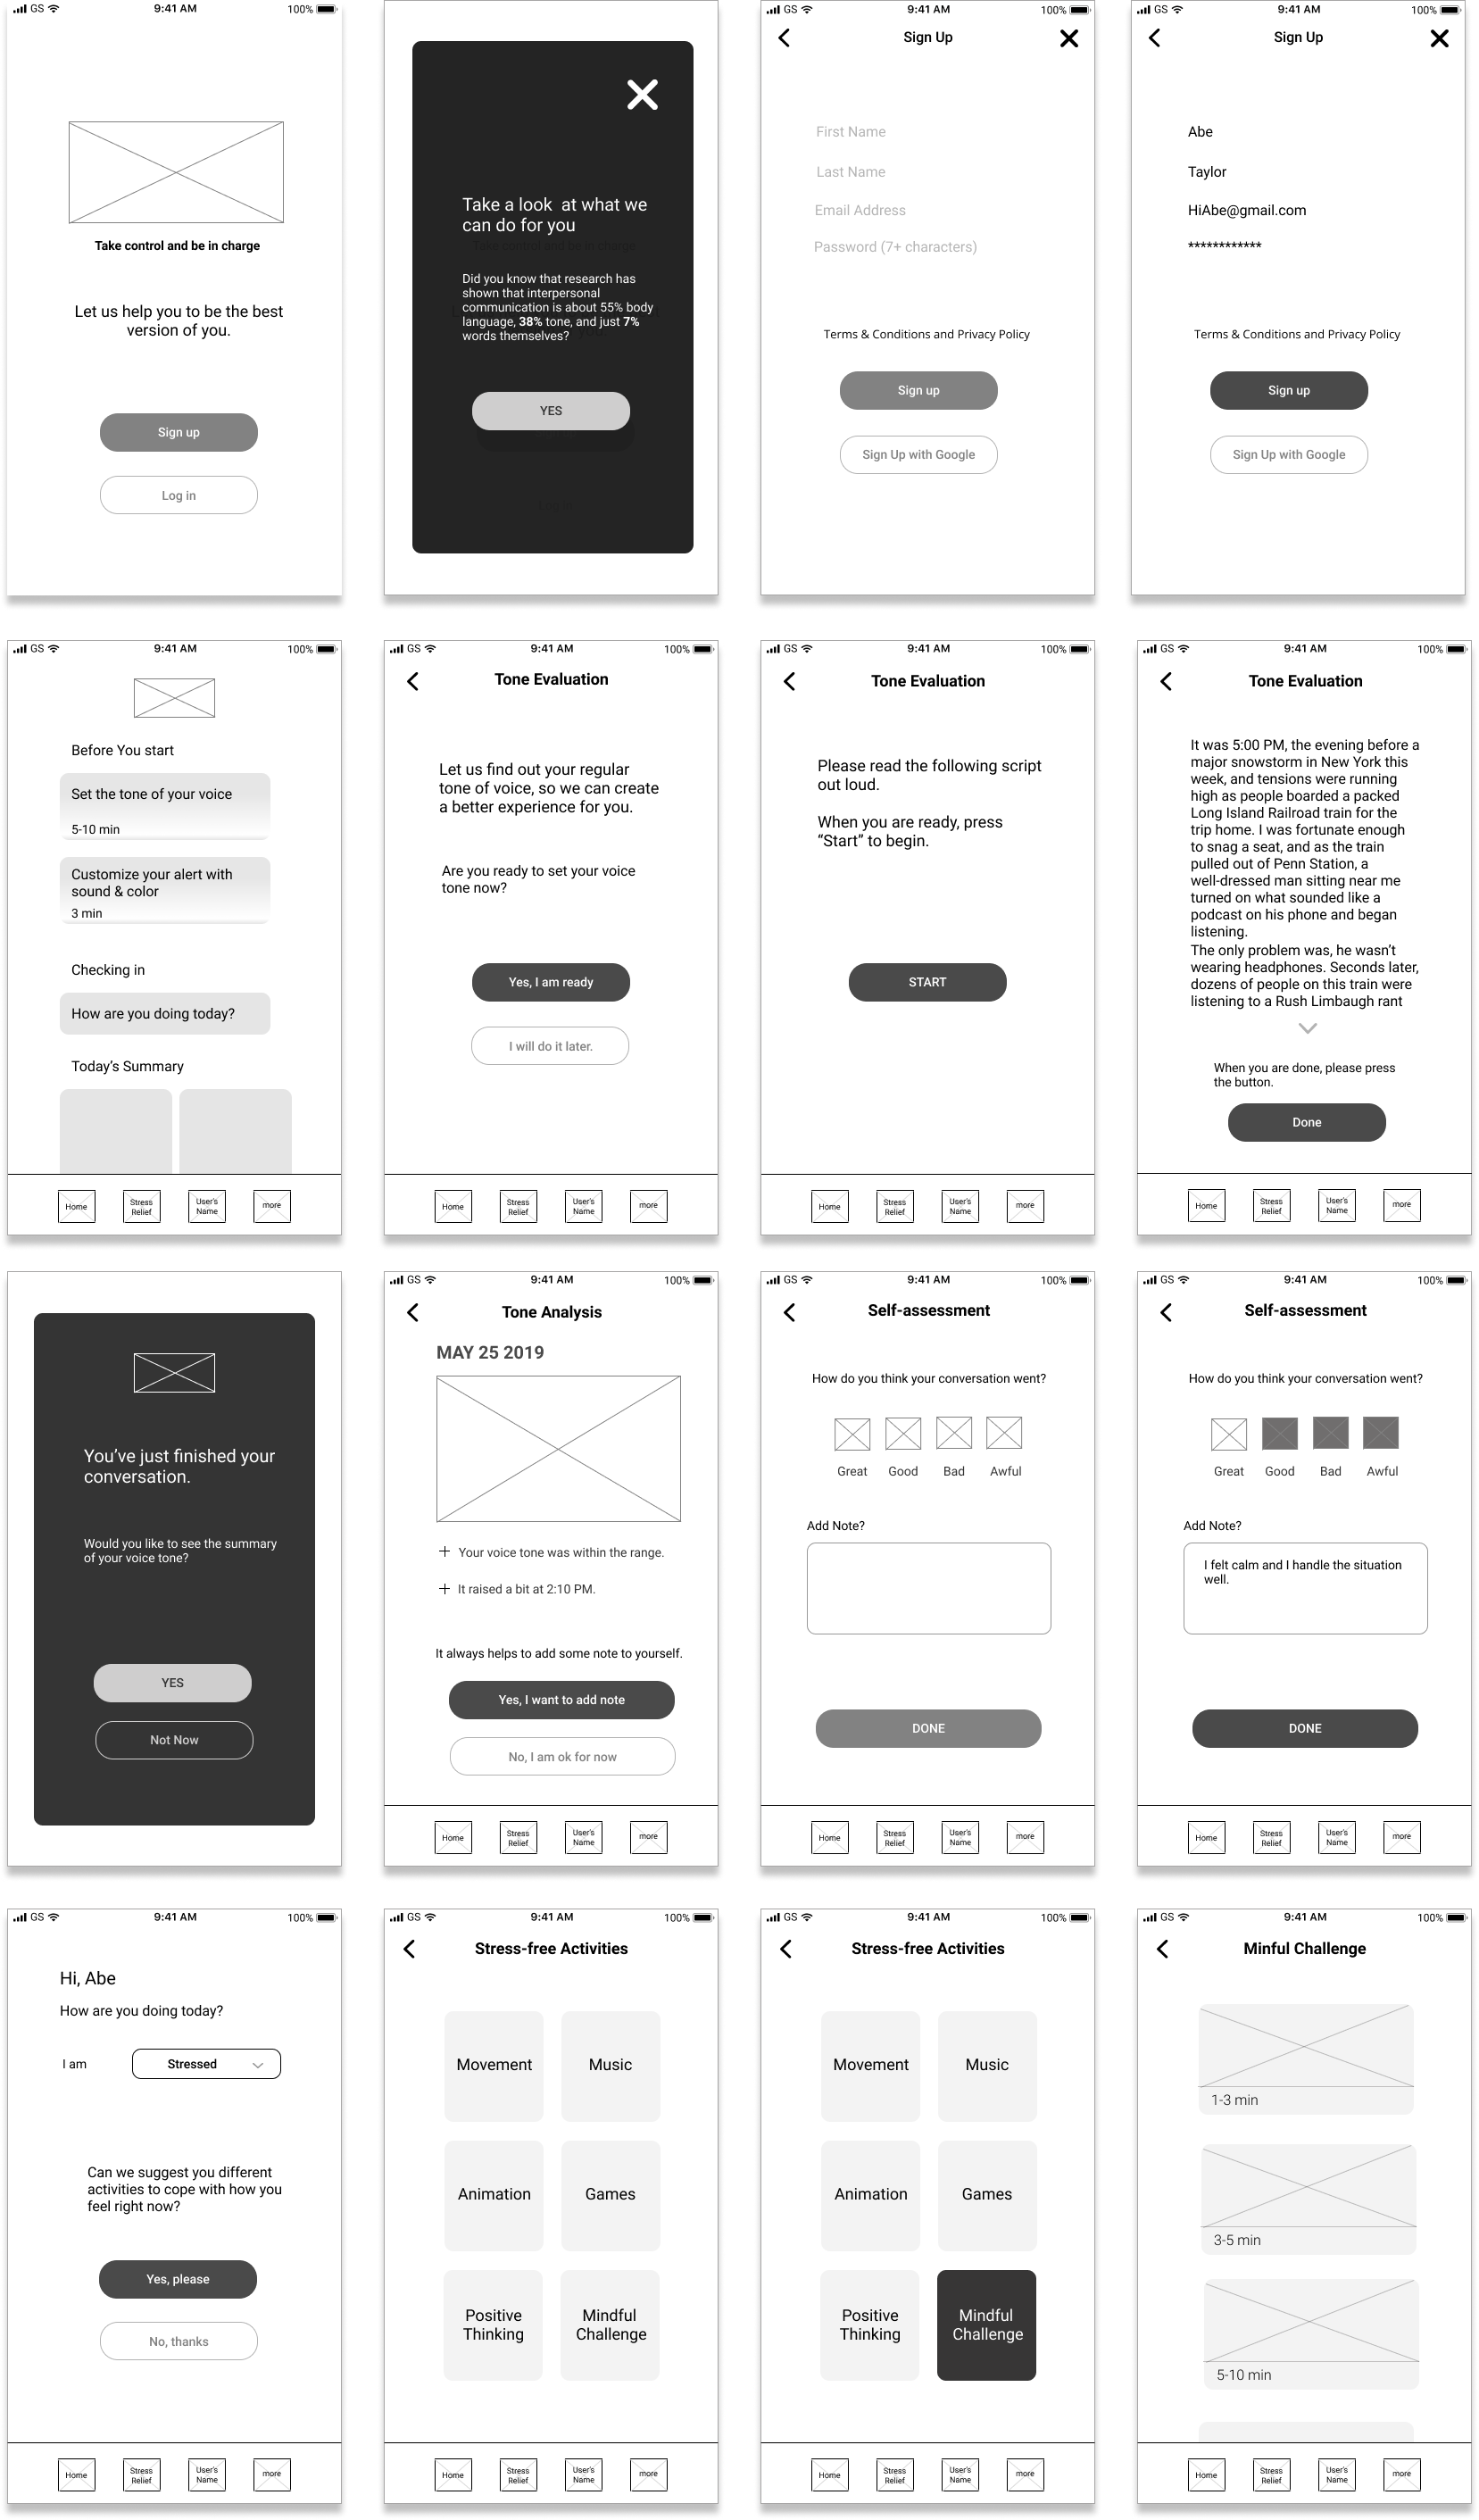 GS 9:41 AM 100%
Take control and be in charge
Let us help you to be the best
version of you.
Sign up
Log in
Take a look at what we
can do for you
Did you know that research has
shown that interpersonal
communication is about 55% body
language, 38% tone, and just 7%
words themselves?
YES
GS 9:41 AM 100%
Sign Up
First Name
Last Name
Email Address
Password (7+ characters)
Terms & Conditions and Privacy Policy
Sign up
Sign Up with Google
GS 9:41 AM 100%
Sign Up
Abe
Taylor
HiAbe@gmail.com
************
Terms & Conditions and Privacy Policy
Sign up
Sign Up with Google
GS 9:41 AM 100%
Before You start
Set the tone of your voice
5-10 min
Customize your alert with
sound & color
3 min
Checking in
How are you doing today?
Today's Summary
Home
Stress
Relief
User's
Name
more
GS 9:41 AM 100%
Tone Evaluation
Let us find out your regular
tone of voice, so we can create
a better experience for you.
Are you ready to set your voice
tone now?
Yes, I am ready
I will do it later.
Home
Stress
Relief
User's
Name
more
GS 9:41 AM 100%
Tone Evaluation
Please read the following script
out loud.
When you are ready, press
“Start” to begin.
START
Home
Stress
Relief
User's
Name
more
GS 9:41 AM 100%
Tone Evaluation
It was 5:00 PM, the evening before a
major snowstorm in New York this
week, and tensions were running
high as people boarded a packed
Long Island Railroad train for the
trip home. I was fortunate enough
to snag a seat, and as the train
pulled out of Penn Station, a
well-dressed man sitting near me
turned on what sounded like a
podcast on his phone and began
listening.
The only problem was, he wasn’t
wearing headphones. Seconds later,
dozens of people on this train were
listening to a Rush Limbaugh rant
When you are done, please press
the button.
Done
Home
Stress
Relief
User's
Name
more
You’ve just finished your
conversation.
Would you like to see the summary
of your voice tone?
YES
Not Now
GS 9:41 AM 100%
Tone Analysis
MAY 25 2019
+ Your voice tone was within the range.
+ It raised a bit at 2:10 PM.
It always helps to add some note to yourself.
Yes, I want to add note
No, I am ok for now
Home
Stress
Relief
User's
Name
more
GS 9:41 AM 100%
Self-assessment
How do you think your conversation went?
Great Good Bad Awful
Add Note?
DONE
Home
Stress
Relief
User's
Name
more
GS 9:41 AM 100%
Self-assessment
How do you think your conversation went?
Great Good Bad Awful
Add Note?
I felt calm and I handle the situation
well.
DONE
Home
Stress
Relief
User's
Name
more
GS 9:41 AM 100%
Hi, Abe
How are you doing today?
I am Stressed
Can we suggest you different
activities to cope with how you
feel right now?
Yes, please
No, thanks
Home
Stress
Relief
User's
Name
more
GS 9:41 AM 100%
Stress-free Activities
Movement Music
Animation Games
Positive
Thinking
Mindful
Challenge
Home
Stress
Relief
User's
Name
more
GS 9:41 AM 100%
Stress-free Activities
Movement Music
Animation Games
Positive
Thinking
Mindful
Challenge
Home
Stress
Relief
User's
Name
more
GS 9:41 AM 100%
Minful Challenge
1-3 min
3-5 min
5-10 min
Home
Stress
Relief
User's
Name
more